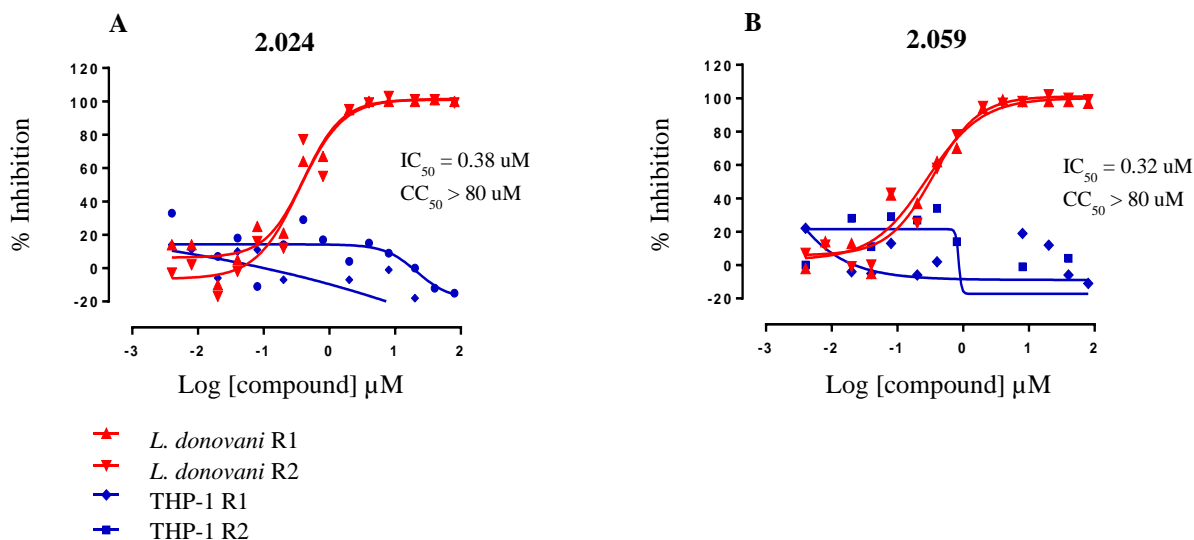 A
2.024
120
100
80
60
40
20
0
-20
% Inhibition
IC50 = 0.38 uM
CC50 > 80 uM
-3 -2 -1 0 1 2
Log [compound] µM
B
2.059
120
100
80
60
40
20
0
-20
% Inhibition
IC50 = 0.32 uM
CC50 > 80 uM
-3 -2 -1 0 1 2
Log [compound] µM
L. donovani R1
L. donovani R2
THP-1 R1
THP-1 R2